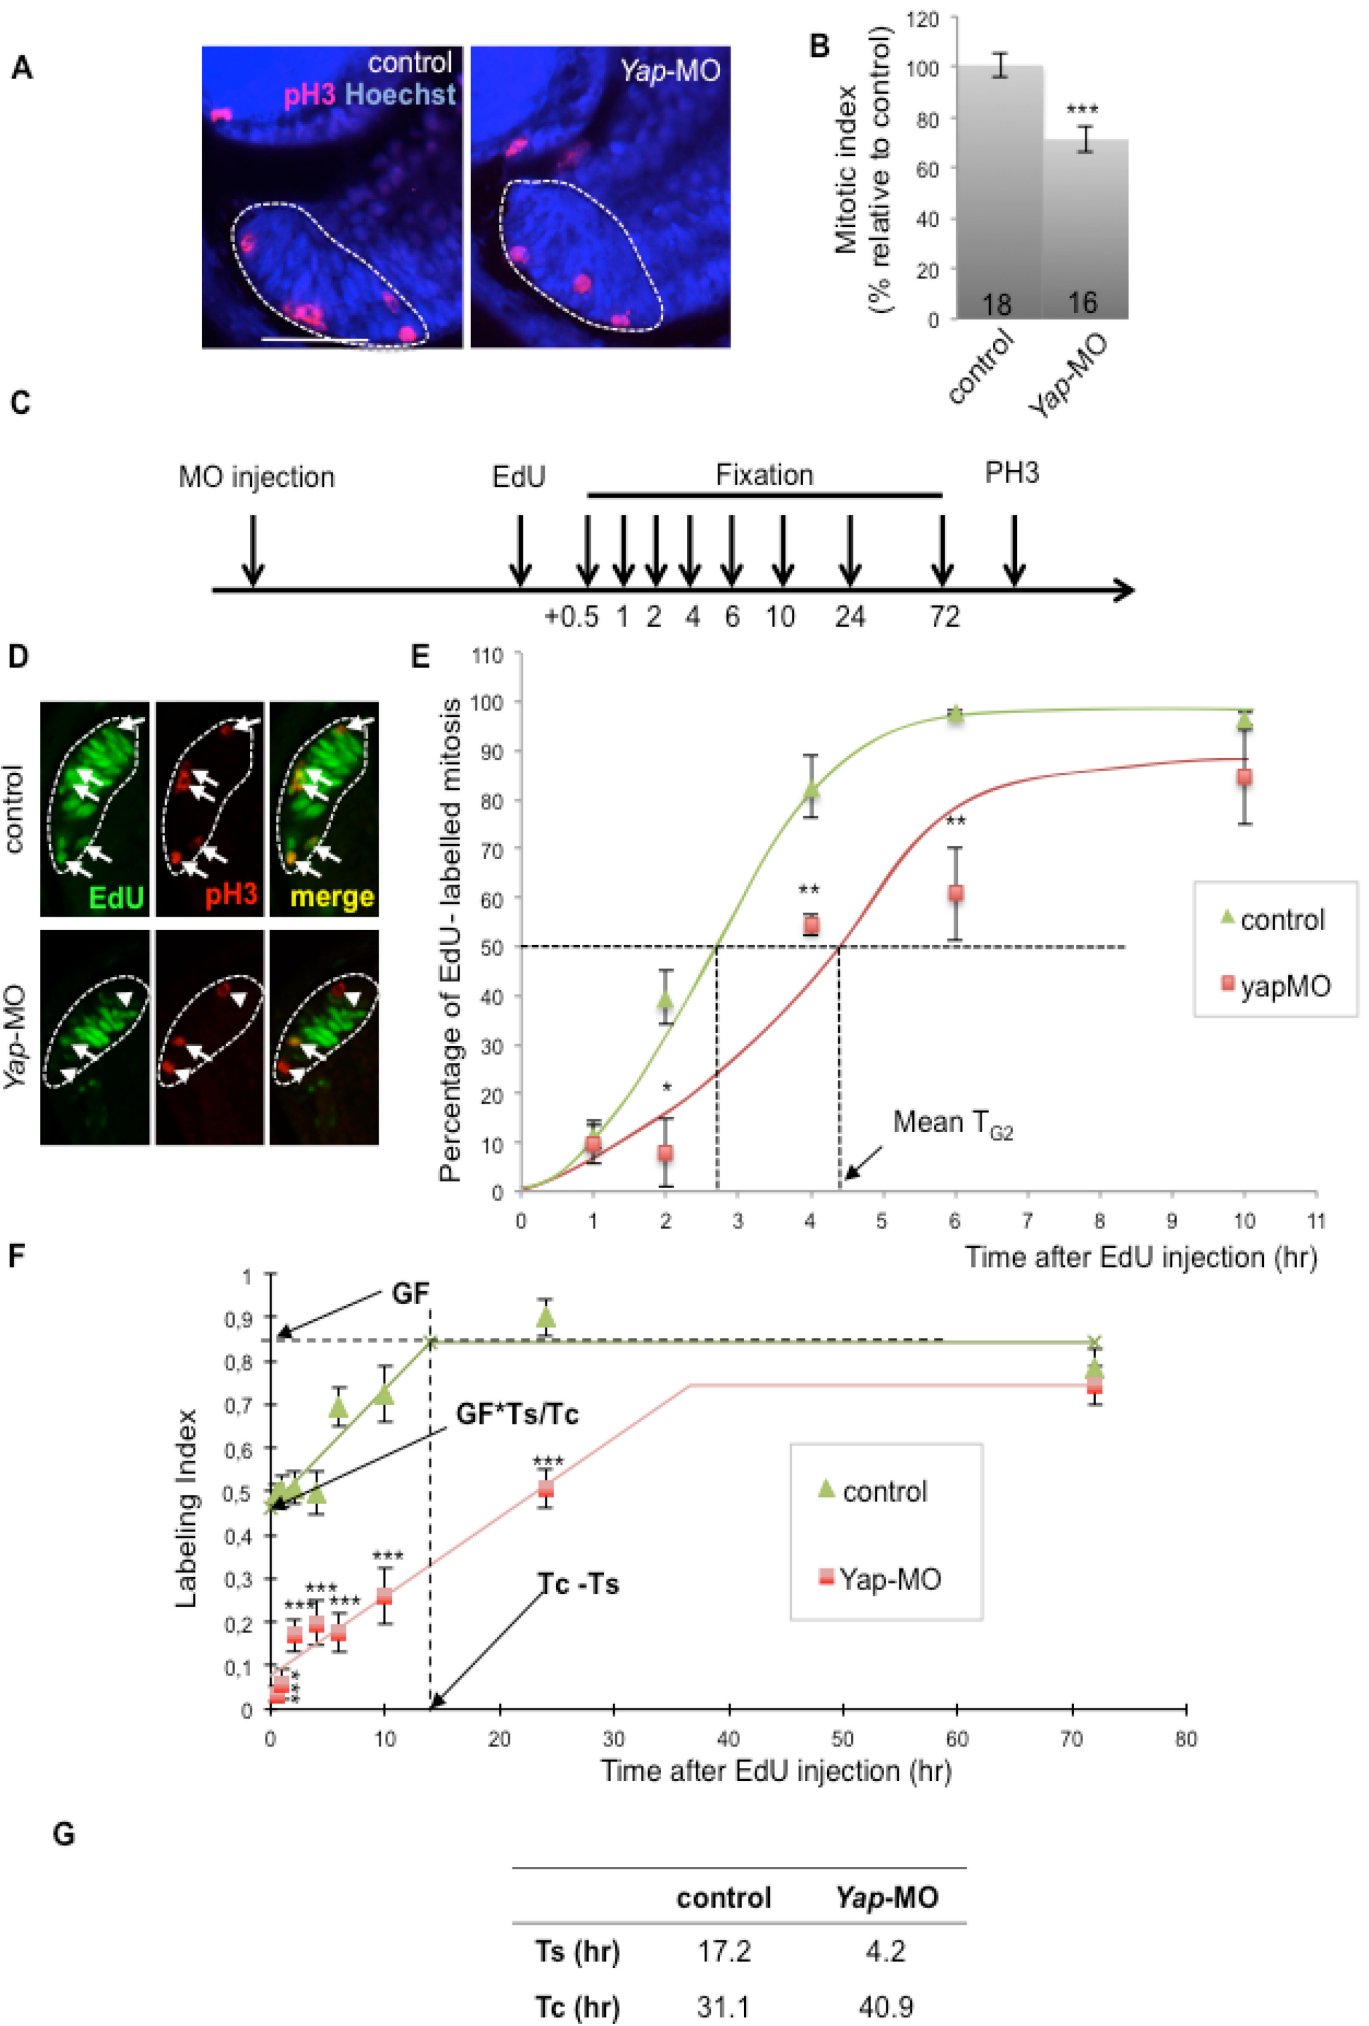 A
control
pH3 Hoechst
Yap-MO
B
Mitotic index
(% relative to control)
120
100
80
60
40
20
0
***
18
16
control
Yap-MO
C
MO injection
EdU
Fixation
PH3
+0.5 1 2 4 6 10 24 72
D
control
EdU
pH3
merge
Yap-MO
E
Percentage of EdU- labelled mitosis
110
100
90
80
70
60
50
40
30
20
10
0
*
**
**
Mean TG2
control
yapMO
0 1 2 3 4 5 6 7 8 9 10 11
Time after EdU injection (hr)
F
Labeling Index
1
0,9
0,8
0,7
0,6
0,5
0,4
0,3
0,2
0,1
0
GF
GF*Ts/Tc
Tc -Ts
***
***
***
***
***
***
control
Yap-MO
0 10 20 30 40 50 60 70 80
Time after EdU injection (hr)
G
control Yap-MO
Ts (hr) 17.2 4.2
Tc (hr) 31.1 40.9